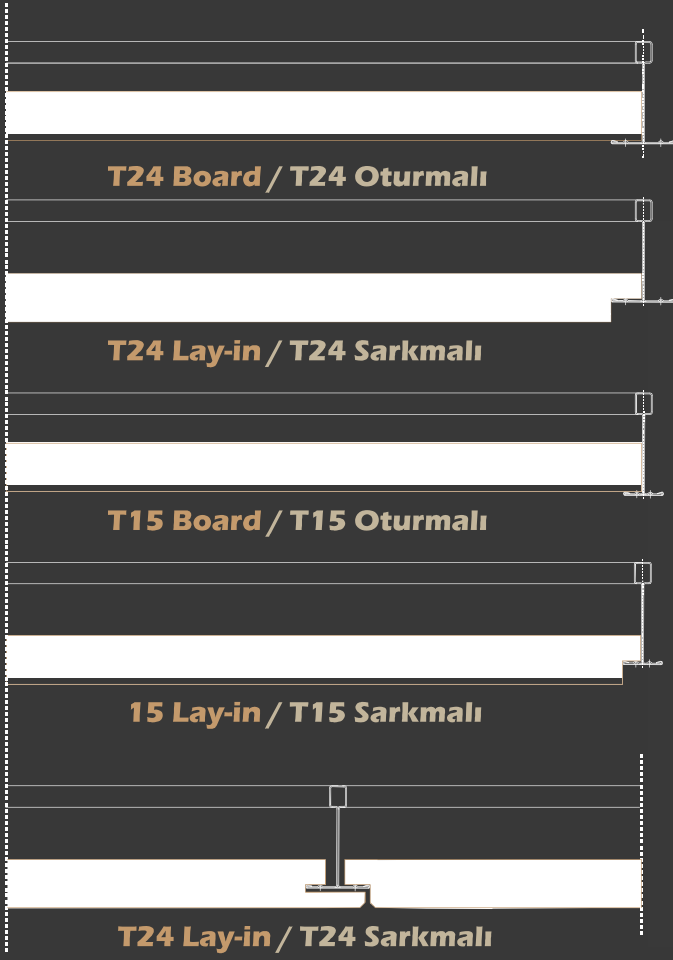 T24 Board / T24 Oturmalı
T24 Lay-in / T24 Sarkmalı
T15 Board / T15 Oturmalı
15 Lay-in / T15 Sarkmalı
T24 Lay-in / T24 Sarkmalı